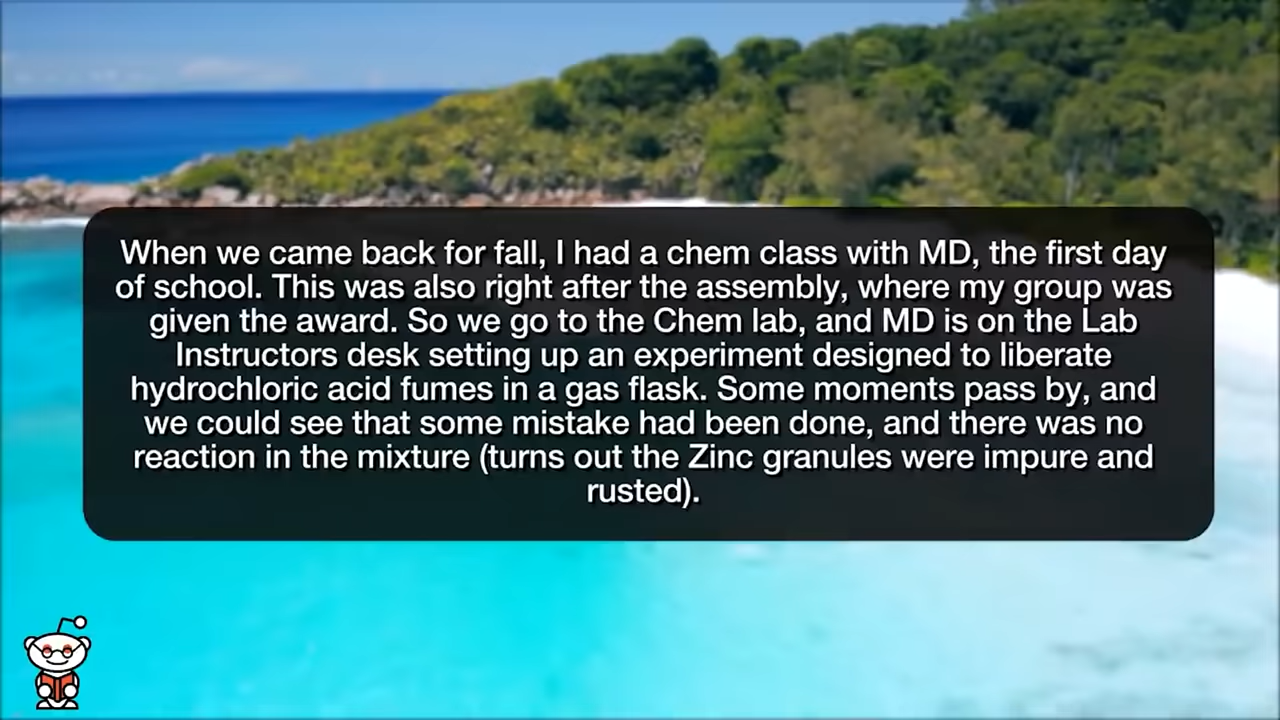 When we came back for fall, I had a chem class with MD, the first day
of school. This was also right after the assembly, where my group was
given the award. So we go to the Chem lab, and MD is on the Lab
Instructors desk setting up an experiment designed to liberate
hydrochloric acid fumes in a gas flask. Some moments pass by, and
we could see that some mistake had been done, and there was no
reaction in the mixture (turns out the Zinc granules were impure and
rusted).